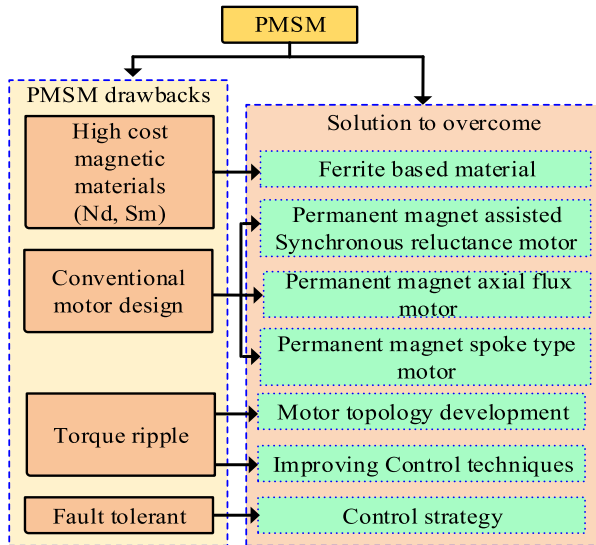 PMSM
PMSM drawbacks
High cost
magnetic
materials
(Nd, Sm)
Conventional
motor design
Torque ripple
Fault tolerant
Solution to overcome
Ferrite based material
Permanent magnet assisted
Synchronous reluctance motor
Permanent magnet axial flux
motor
Permanent magnet spoke type
motor
Motor topology development
Improving Control techniques
Control strategy